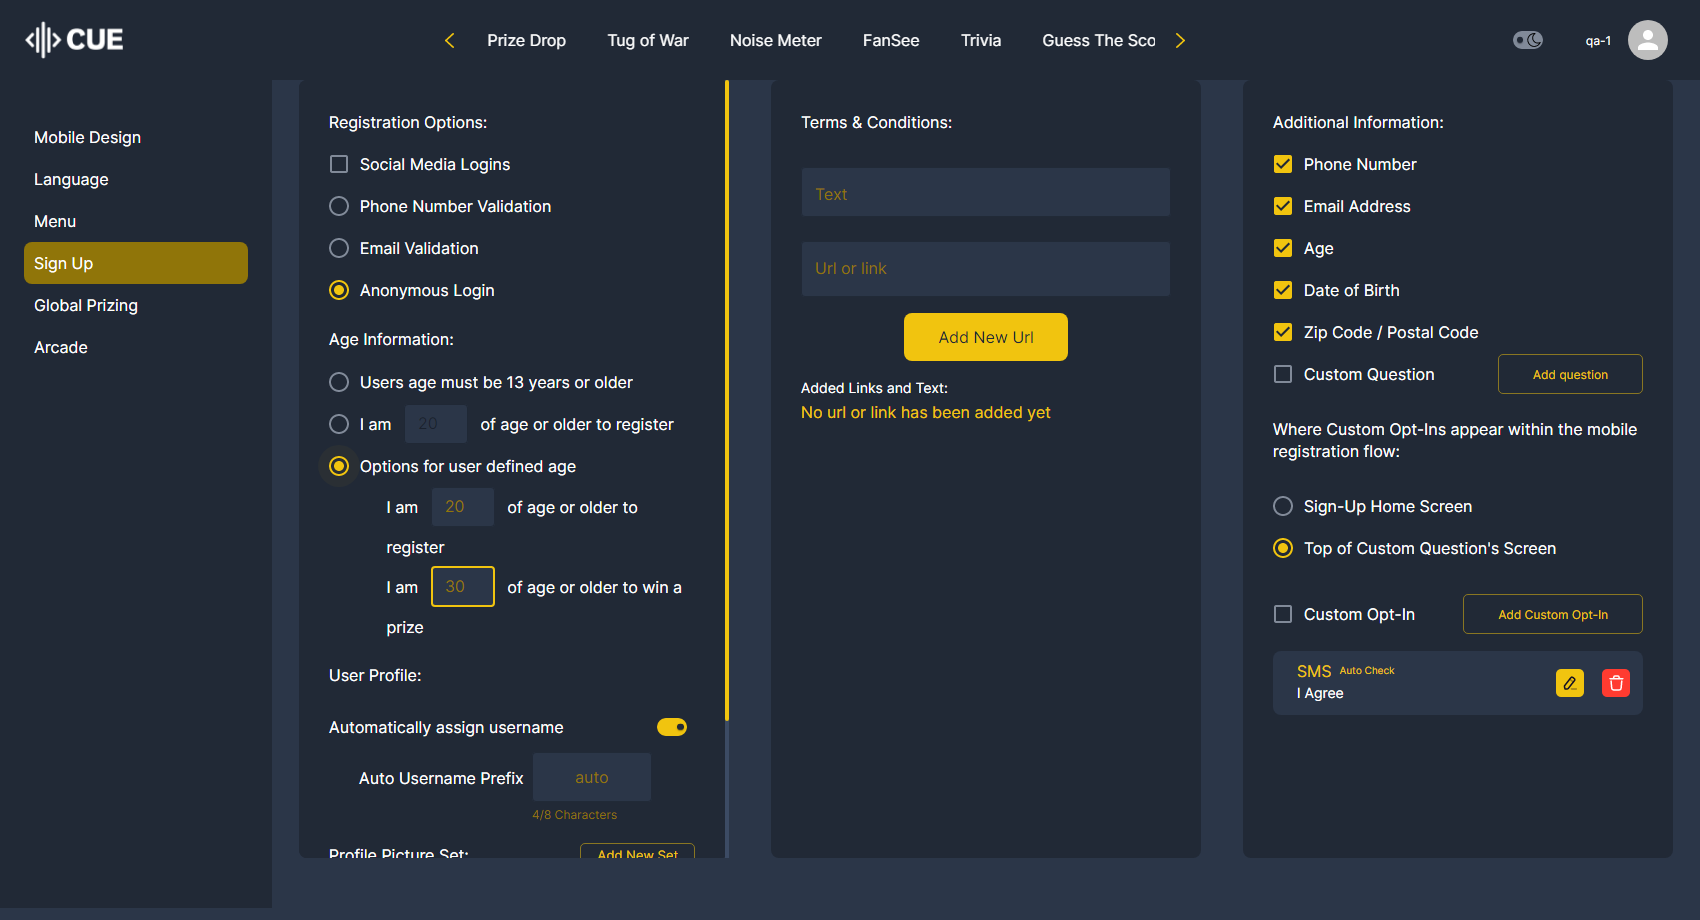 CUE
Prize Drop
Tug of War
Noise Meter
FanSee
Trivia
Guess The Sco
qa-1
Mobile Design
Language
Menu
Sign Up
Global Prizing
Arcade
Registration Options:
Social Media Logins
Phone Number Validation
Email Validation
Anonymous Login
Age Information:
Users age must be 13 years or older
I am 20 of age or older to register
Options for user defined age
I am 20 of age or older to
register
I am 30 of age or older to win a
prize
User Profile:
Automatically assign username
Auto Username Prefix auto
4/8 Characters
Profile Picture Set: Add New Set
Terms & Conditions:
Text
Url or link
Add New Url
Added Links and Text:
No url or link has been added yet
Additional Information:
Phone Number
Email Address
Age
Date of Birth
Zip Code / Postal Code
Custom Question Add question
Where Custom Opt-Ins appear within the mobile
registration flow:
Sign-Up Home Screen
Top of Custom Question's Screen
Custom Opt-In Add Custom Opt-In
SMS Auto Check
I Agree